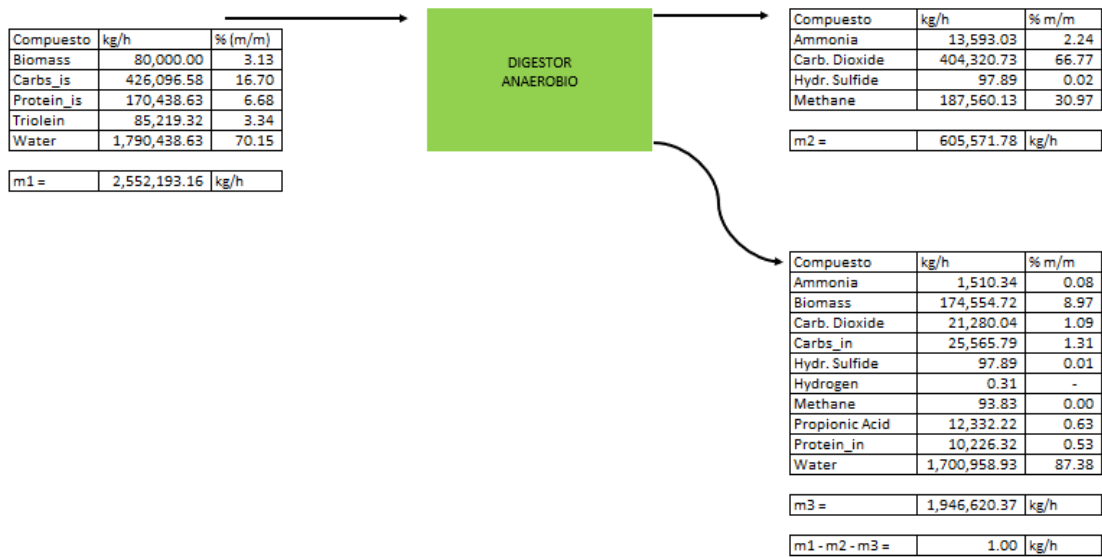 Compuesto kg/h % (m/m)
Biomass 80,000.00 3.13
Carbs_is 426,096.58 16.70
Protein_is 170,438.63 6.68
Triolein 85,219.32 3.34
Water 1,790,438.63 70.15
m1 = 2,552,193.16 kg/h
DIGESTOR
ANAEROBIO
Compuesto kg/h % m/m
Ammonia 13,593.03 2.24
Carb. Dioxide 404,320.73 66.77
Hydr. Sulfide 97.89 0.02
Methane 187,560.13 30.97
m2 = 605,571.78 kg/h
Compuesto kg/h % m/m
Ammonia 1,510.34 0.08
Biomass 174,554.72 8.97
Carb. Dioxide 21,280.04 1.09
Carbs_in 25,565.79 1.31
Hydr. Sulfide 97.89 0.01
Hydrogen 0.31 -
Methane 93.83 0.00
Propionic Acid 12,332.22 0.63
Protein_in 10,226.32 0.53
Water 1,700,958.93 87.38
m3 = 1,946,620.37 kg/h
m1 - m2 - m3 = 1.00 kg/h